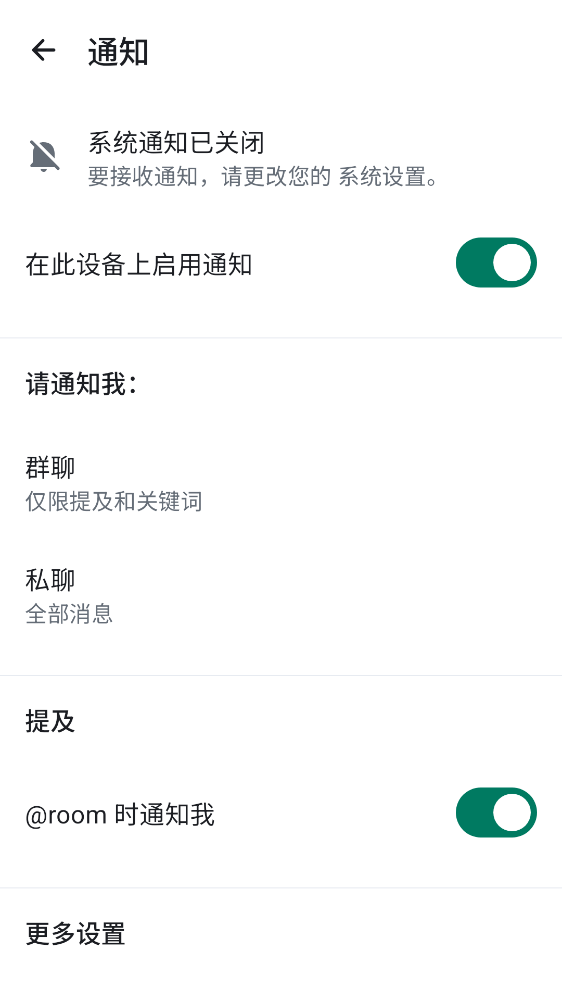 通知
系统通知已关闭
要接收通知，请更改您的 系统设置。
在此设备上启用通知
请通知我：
群聊
仅限提及和关键词
私聊
全部消息
提及
@room 时通知我
更多设置